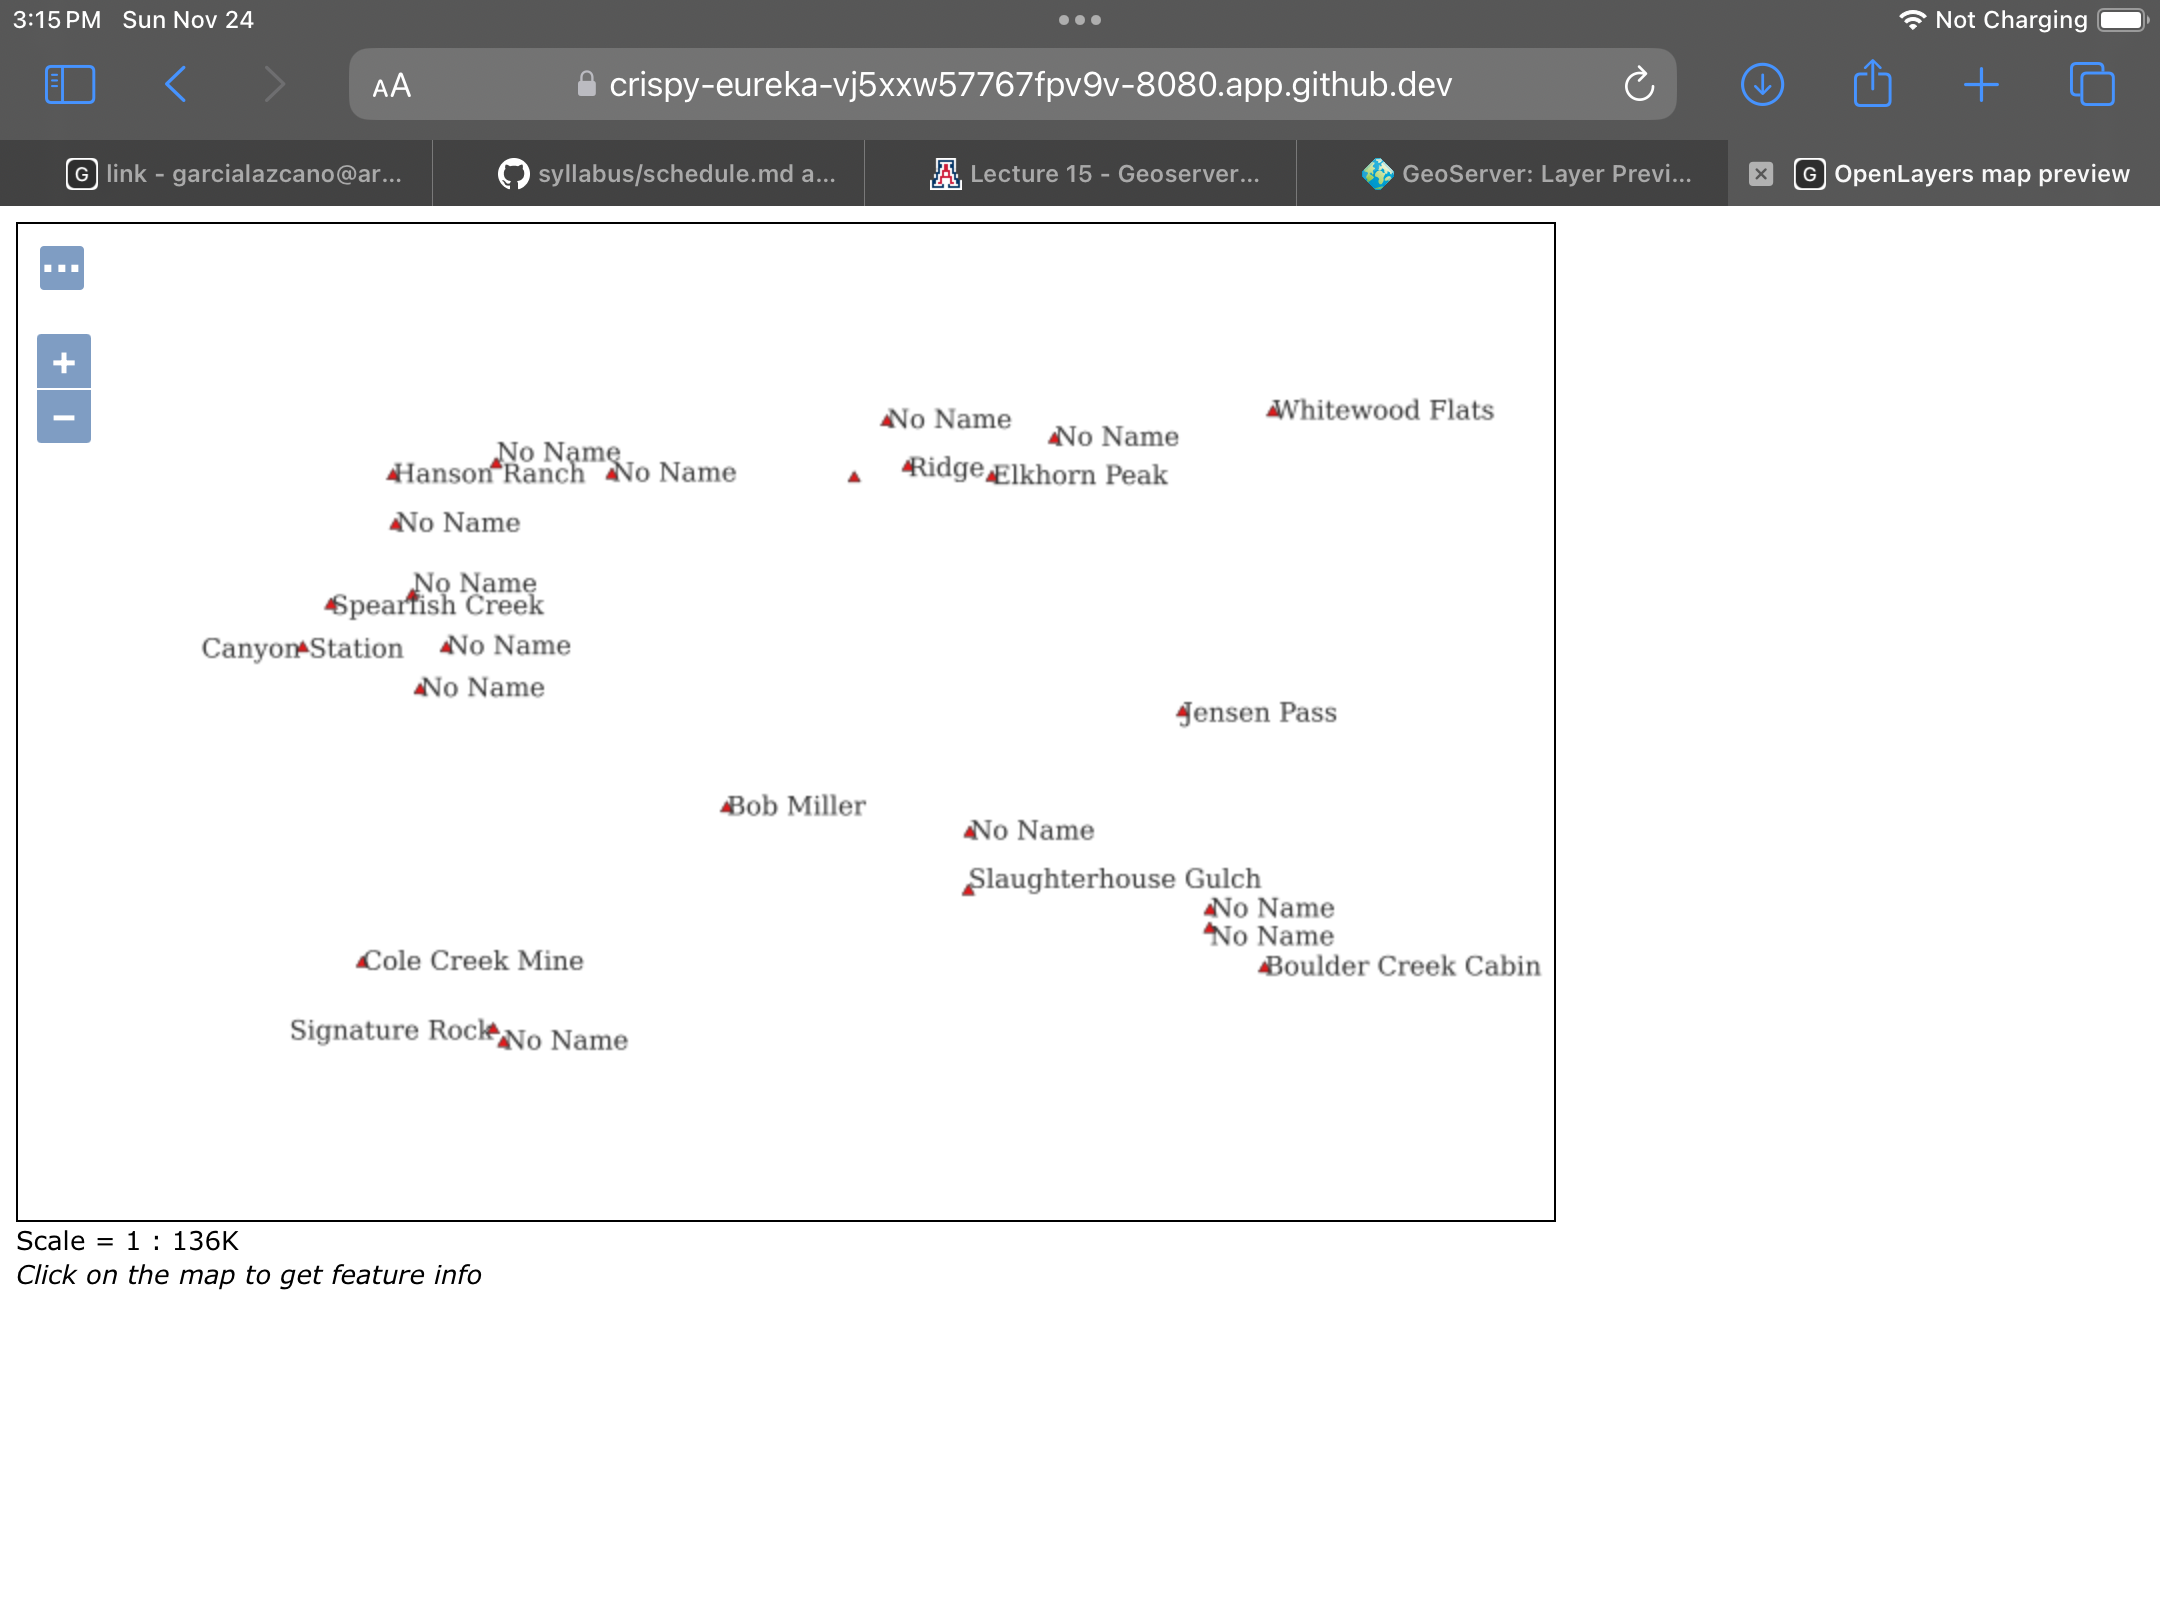 3:15 PM Sun Nov 24
Not Charging
AA
crispy-eureka-vj5xxw57767fpv9v-8080.app.github.dev
G link - garcialazcano@ar...
syllabus/schedule.md a...
A Lecture 15 - Geoserver...
GeoServer: Layer Previ...
G OpenLayers map preview
Whitewood Flats
No Name
No Name
No Name
Hanson Ranch
No Name
Ridge
Elkhorn Peak
No Name
No Name
Spearfish Creek
Canyon Station
No Name
No Name
Jensen Pass
Bob Miller
No Name
Slaughterhouse Gulch
No Name
No Name
Cole Creek Mine
Boulder Creek Cabin
Signature Rock
No Name
Scale = 1 : 136K
Click on the map to get feature info